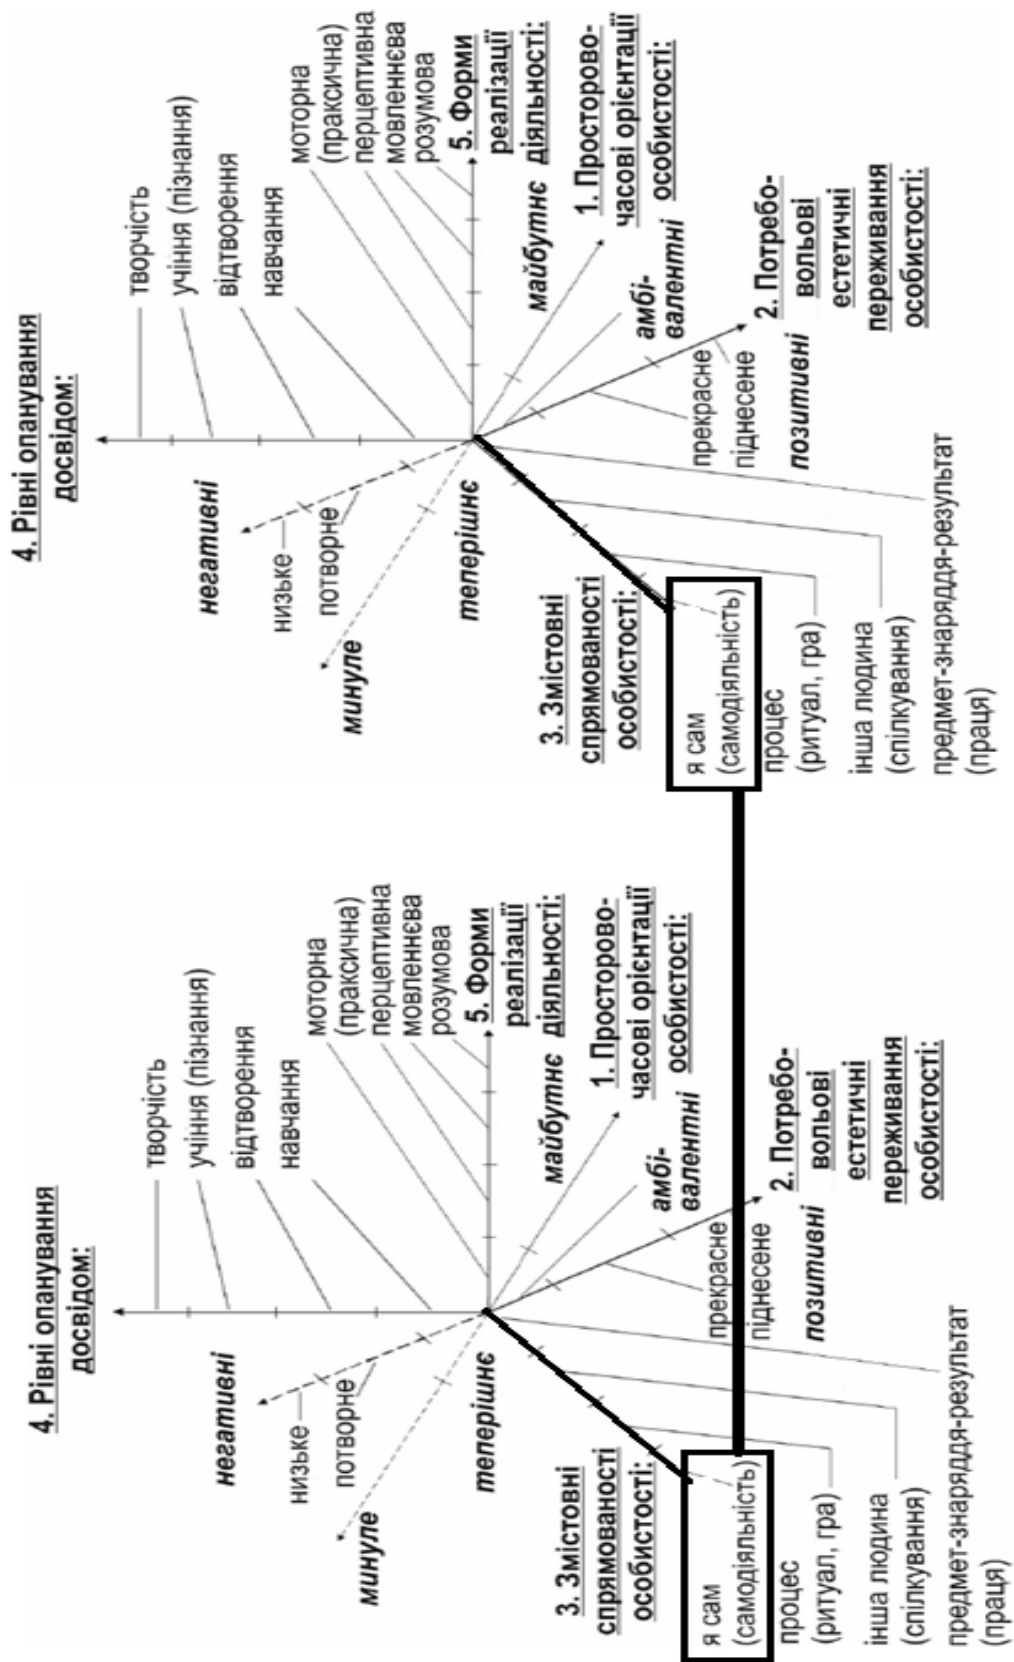 4. Рівні опанування
досвідом:
творчість
учіння (пізнання)
відтворення
навчання
негативні
низьке
потворне
минуле
теперішнє
моторна
(праксична)
перцептивна
мовленнєва
розумова
5. Форми
реалізації
діяльності:
майбутнє
1. Просторово-
часові орієнтації
особистості:
амбі-
валентні
3. Змістовні
спрямованості
особистості:
я сам
(самодіяльність)
процес
(ритуал, гра)
інша людина
(спілкування)
предмет-знаряддя-результат
(праця)
прекрасне
піднесене
позитивні
2. Потребо-
вольові
естетичні
переживання
особистості:
4. Рівні опанування
досвідом:
творчість
учіння (пізнання)
відтворення
навчання
негативні
низьке
потворне
минуле
теперішнє
моторна
(праксична)
перцептивна
мовленнєва
розумова
5. Форми
реалізації
діяльності:
майбутнє
1. Просторово-
часові орієнтації
особистості:
амбі-
валентні
3. Змістовні
спрямованості
особистості:
я сам
(самодіяльність)
процес
(ритуал, гра)
інша людина
(спілкування)
предмет-знаряддя-результат
(праця)
прекрасне
піднесене
позитивні
2. Потребо-
вольові
естетичні
переживання
особистості: